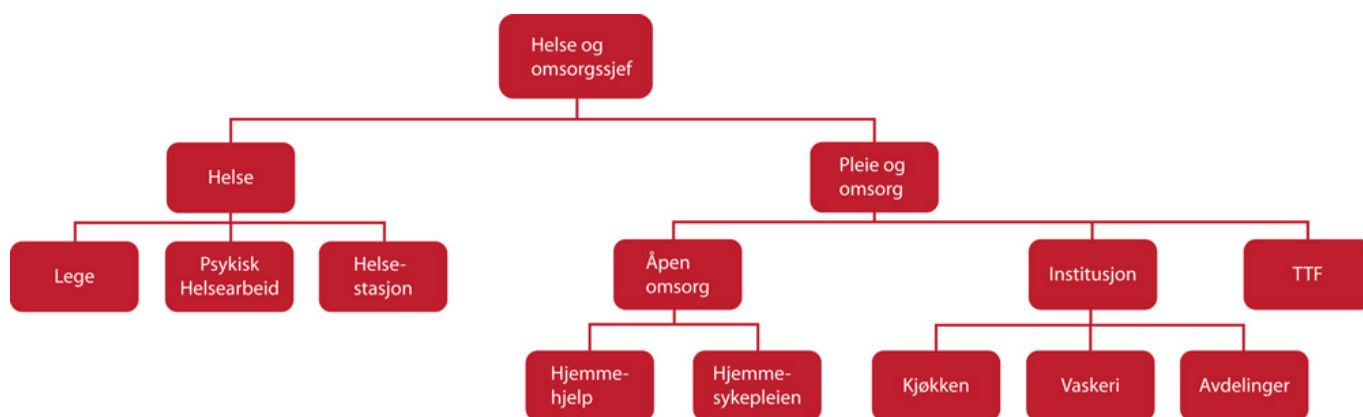 Helse og
omsorgssjef
Helse
Pleie og
omsorg
Lege
Psykisk
Helsearbeid
Helse-
stasjon
Åpen
omsorg
Institusjon
TTF
Hjemme-
hjelp
Hjemme-
sykepleien
Kjøkken
Vaskeri
Avdelinger